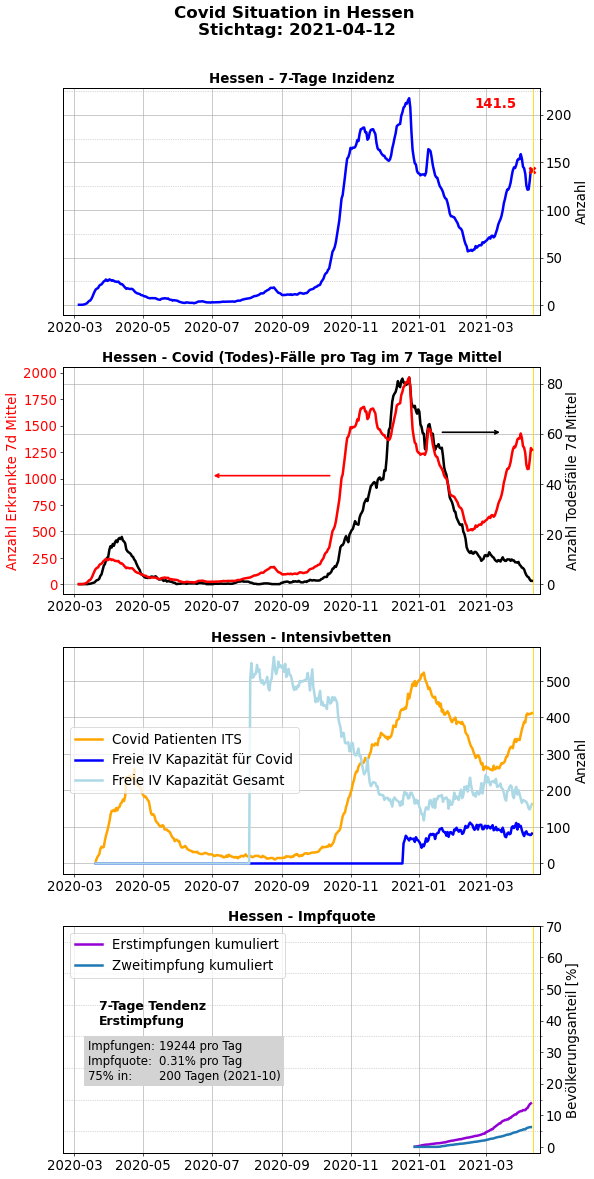 Covid Situation in Hessen
Stichtag: 2021-04-12
Hessen - 7-Tage Inzidenz
141.5
200
150
100
50
0
Anzahl
2020-03 2020-05 2020-07 2020-09 2020-11 2021-01 2021-03
Hessen - Covid (Todes)-Fälle pro Tag im 7 Tage Mittel
Anzahl Erkrankte 7d Mittel
2000
1750
1500
1250
1000
750
500
250
0
80
60
40
20
0
Anzahl Todesfälle 7d Mittel
2020-03 2020-05 2020-07 2020-09 2020-11 2021-01 2021-03
Hessen - Intensivbetten
Covid Patienten ITS
Freie IV Kapazität für Covid
Freie IV Kapazität Gesamt
500
400
300
200
100
0
Anzahl
2020-03 2020-05 2020-07 2020-09 2020-11 2021-01 2021-03
Hessen - Impfquote
Erstimpfungen kumuliert
Zweitimpfung kumuliert
7-Tage Tendenz
Erstimpfung
Impfungen: 19244 pro Tag
Impfquote: 0.31% pro Tag
75% in: 200 Tagen (2021-10)
70
60
50
40
30
20
10
0
Bevölkerungsanteil [%]
2020-03 2020-05 2020-07 2020-09 2020-11 2021-01 2021-03